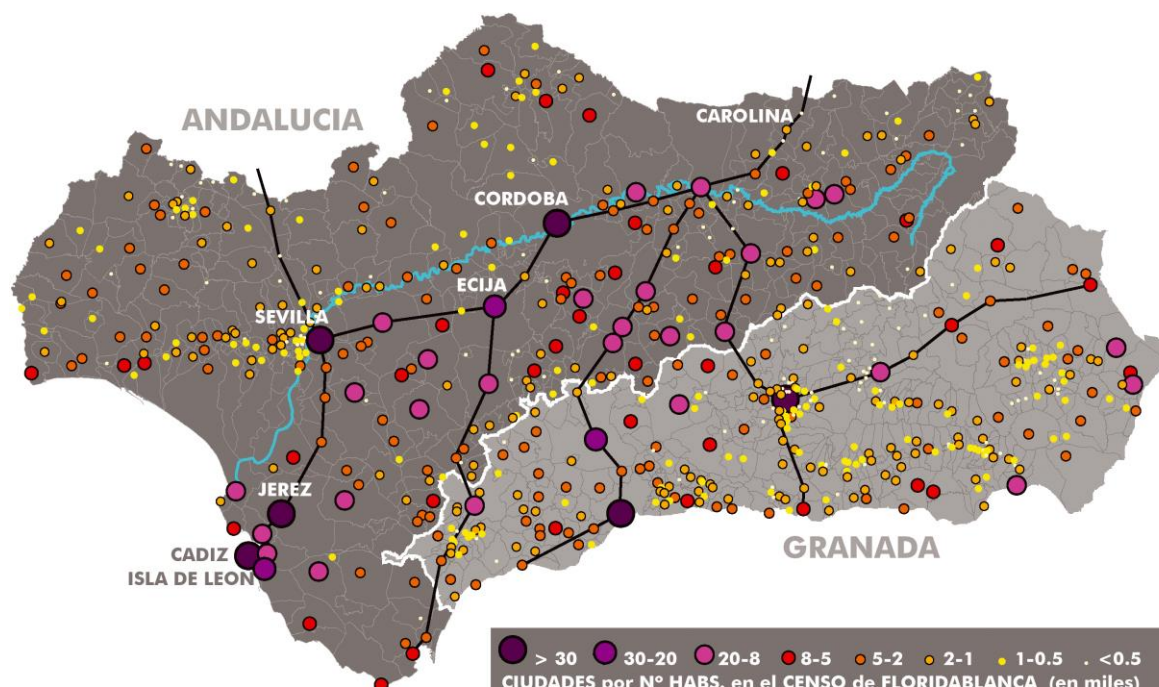 ANDALUCIA
CAROLINA
CORDOBA
ECIJA
SEVILLA
JEREZ
CADIZ
ISLA DE LEON
GRANADA
> 30 30-20 20-8 8-5 5-2 2-1 1-0.5 <0.5
CIUDADES por Nº HABS. en el CENSO de FLORIDABLANCA (en miles)